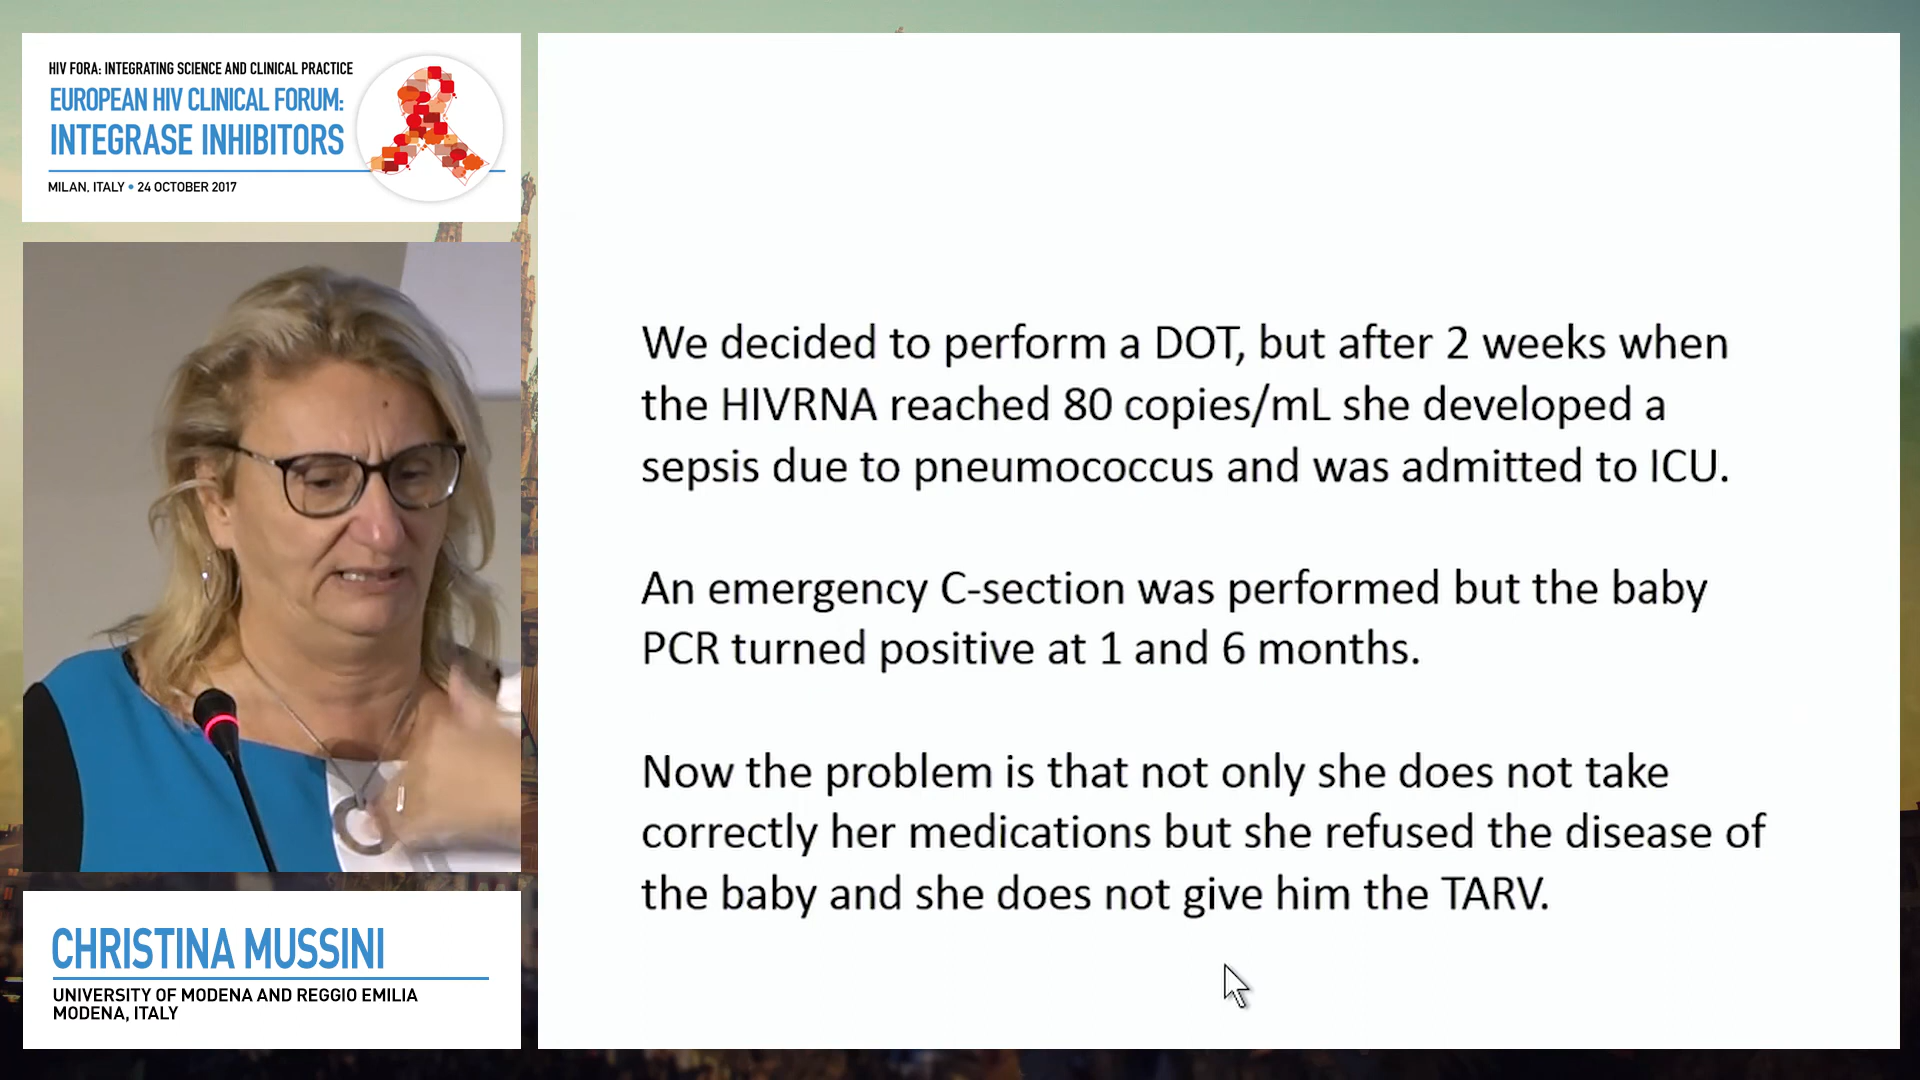 HIV FORA: INTEGRATING SCIENCE AND CLINICAL PRACTICE
EUROPEAN HIV CLINICAL FORUM:
INTEGRASE INHIBITORS
MILAN, ITALY • 24 OCTOBER 2017
We decided to perform a DOT, but after 2 weeks when
the HIVRNA reached 80 copies/mL she developed a
sepsis due to pneumococcus and was admitted to ICU.
An emergency C-section was performed but the baby
PCR turned positive at 1 and 6 months.
Now the problem is that not only she does not take
correctly her medications but she refused the disease of
the baby and she does not give him the TARV.
CHRISTINA MUSSINI
UNIVERSITY OF MODENA AND REGGIO EMILIA
MODENA, ITALY